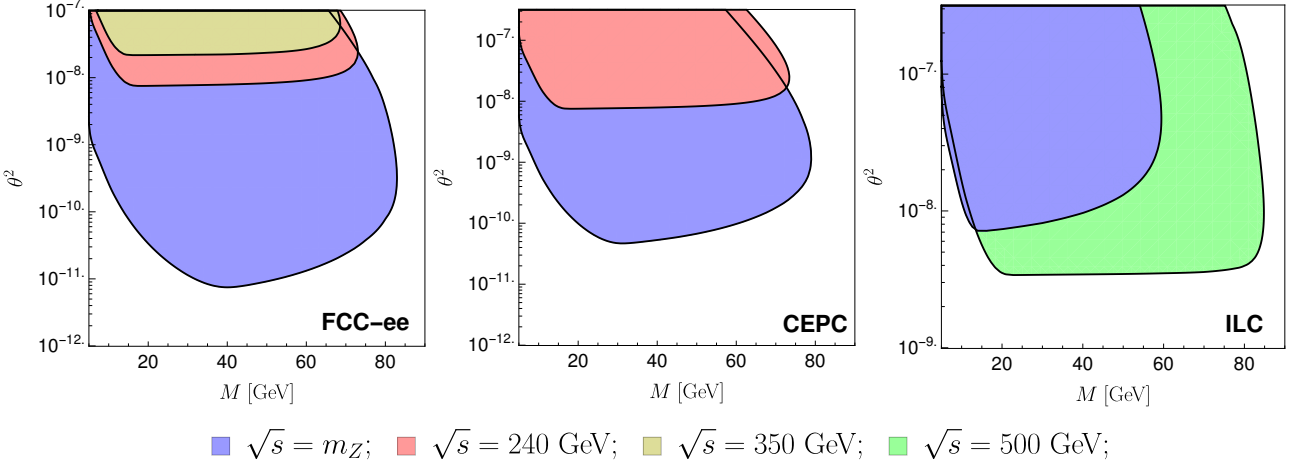 10⁻⁷·
10⁻⁸·
10⁻⁹·
10⁻¹⁰·
10⁻¹¹·
10⁻¹²·
θ²
20 40 60 80
M [GeV]
FCC-ee
10⁻⁷·
10⁻⁸·
10⁻⁹·
10⁻¹⁰·
10⁻¹¹·
10⁻¹²·
θ²
20 40 60 80
M [GeV]
CEPC
10⁻⁷·
10⁻⁸·
10⁻⁹·
θ²
20 40 60 80
M [GeV]
ILC
√s = m_Z; √s = 240 GeV; √s = 350 GeV; √s = 500 GeV;